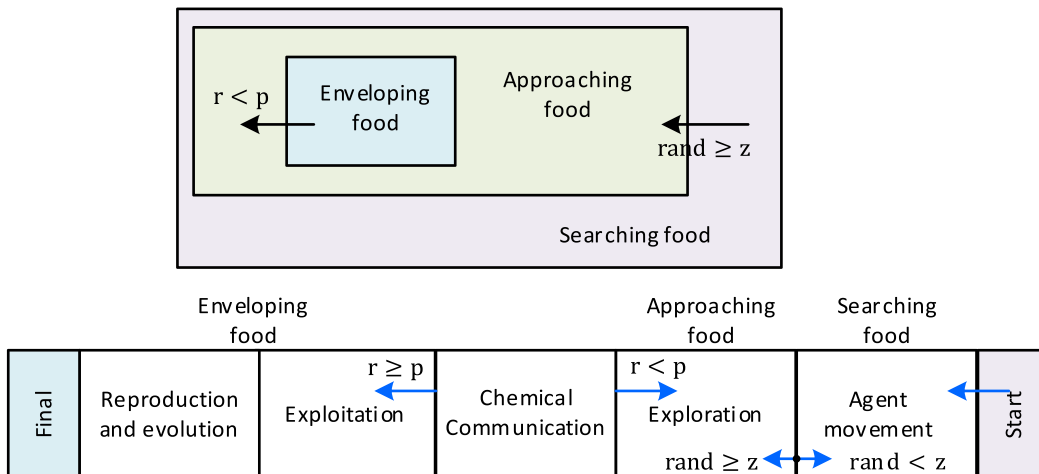 Enveloping
food
r < p
Approaching
food
rand ≥ z
Searching food
Enveloping
food
Approaching
food
Searching
food
Final
Reproduction
and evolution
r ≥ p
Exploitation
Chemical
Communication
r < p
Exploration
rand ≥ z
Agent
movement
rand < z
Start